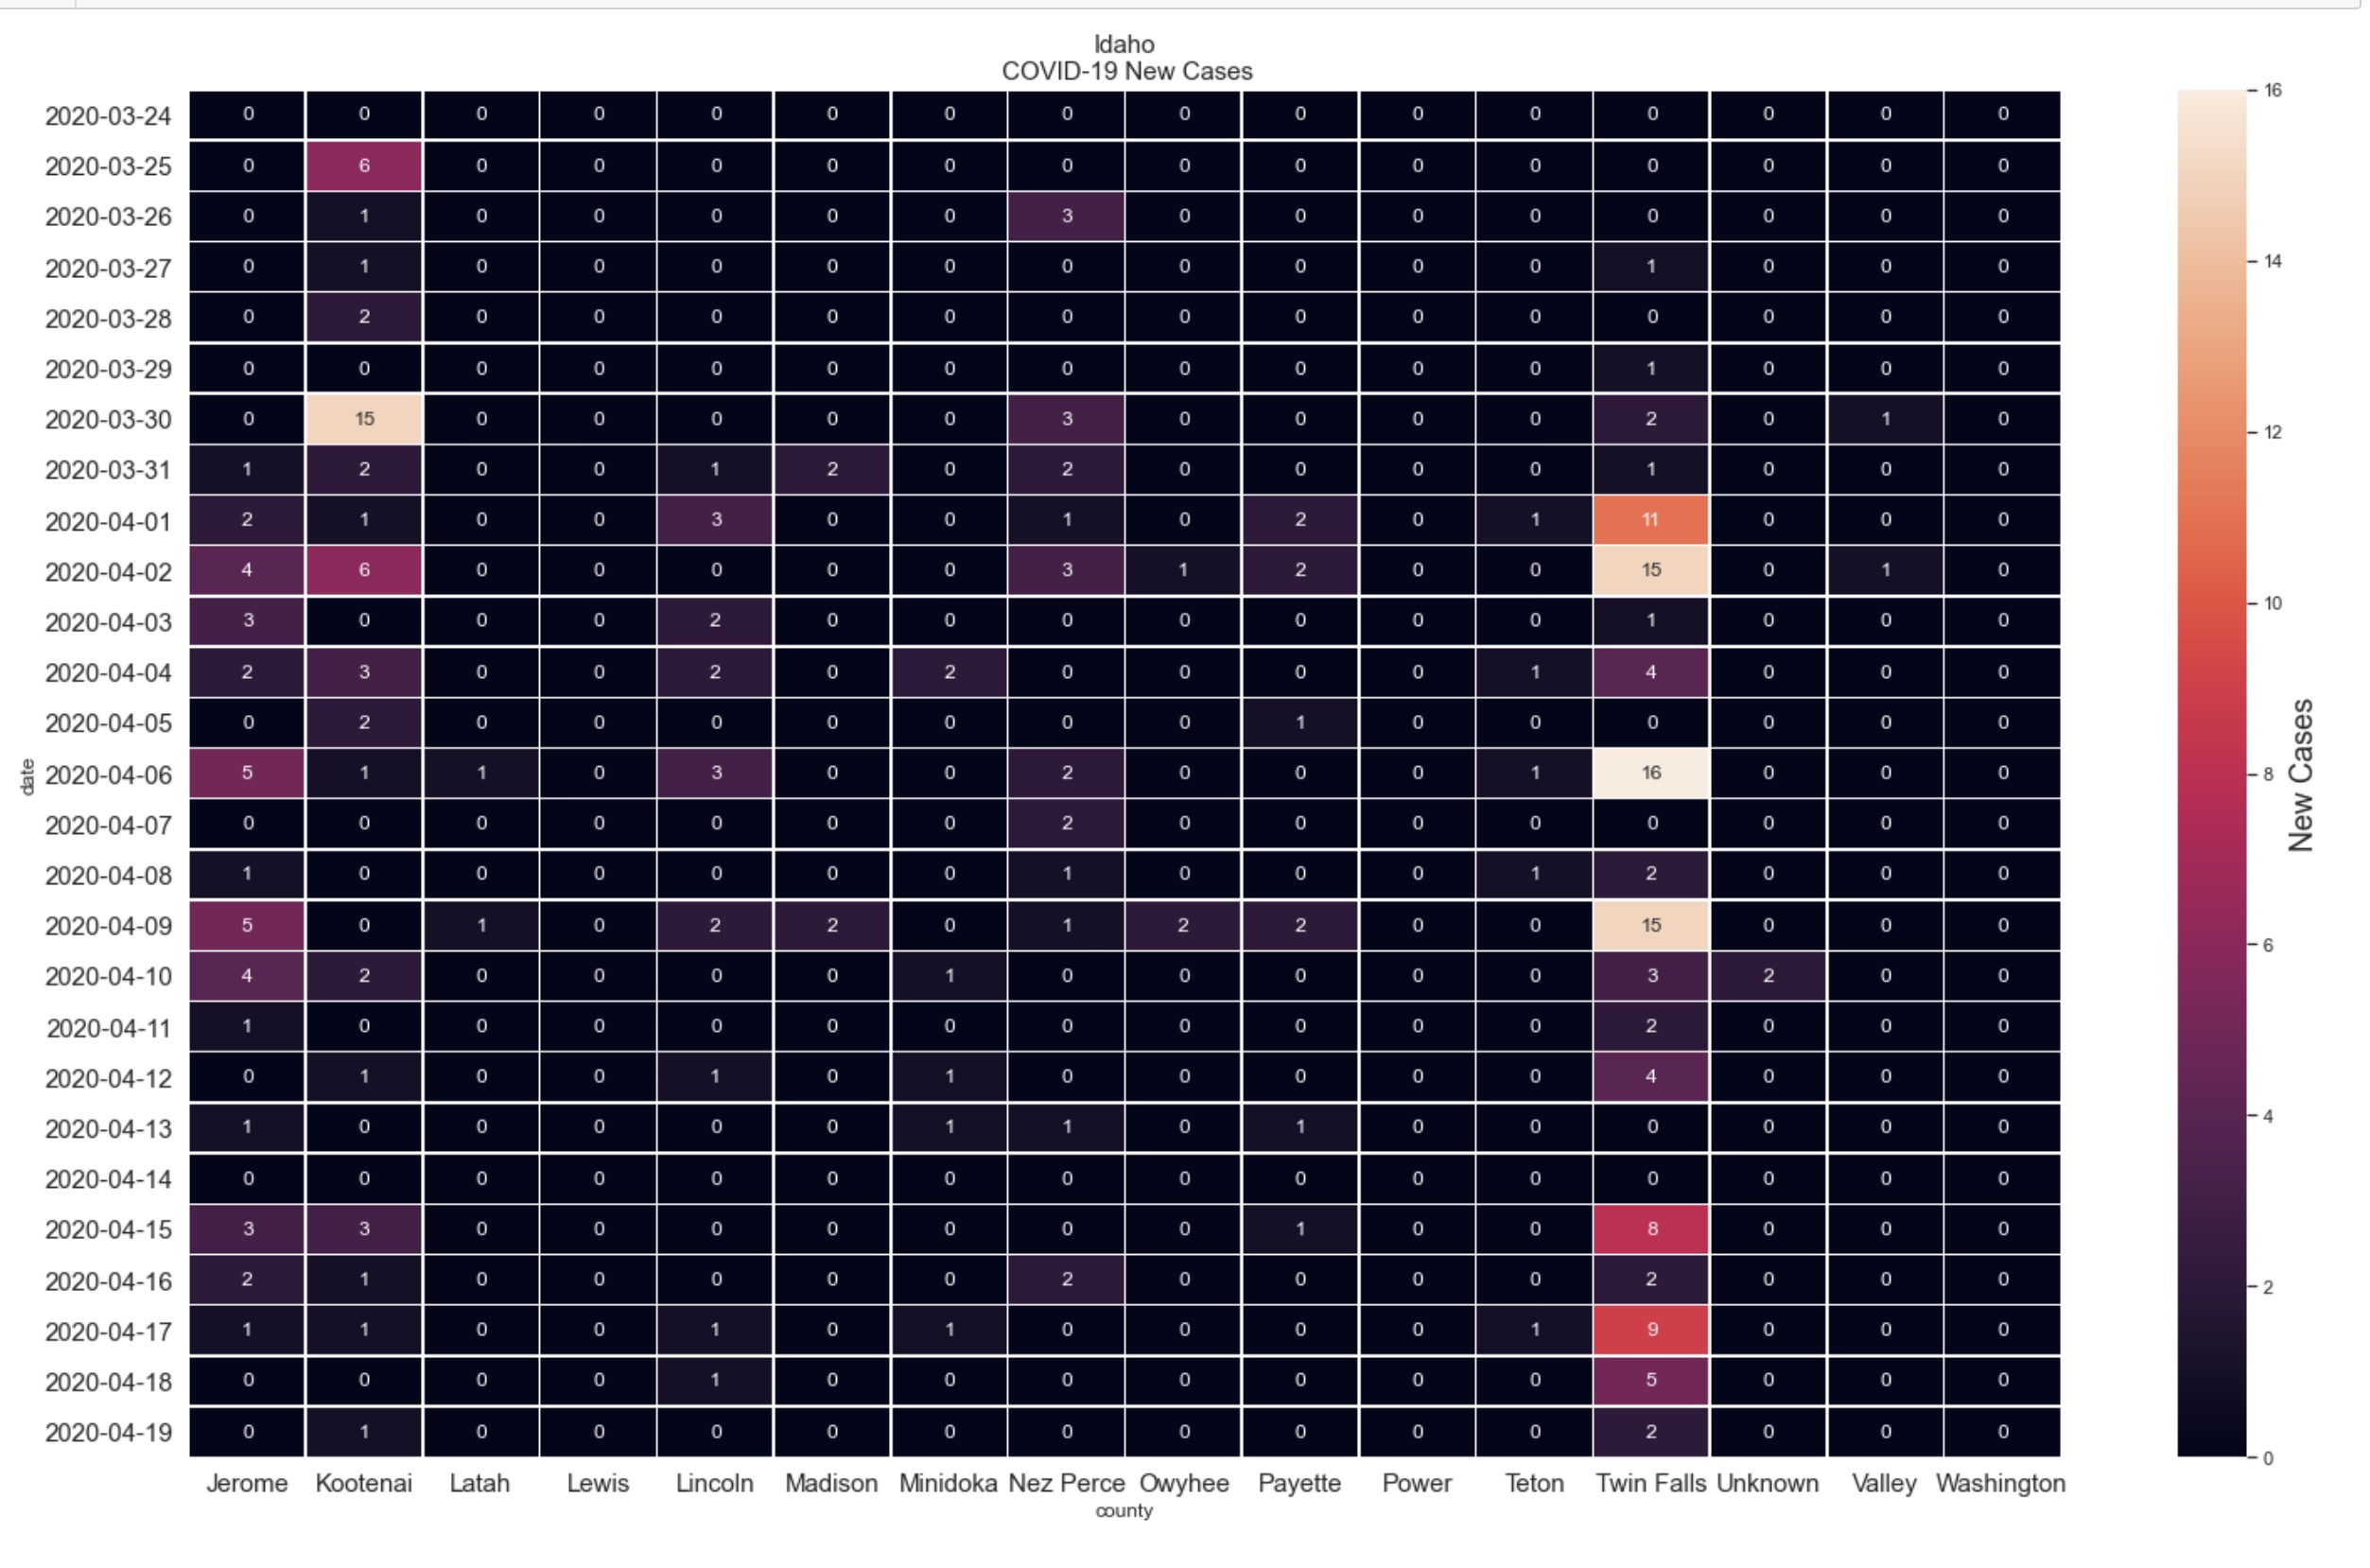 Idaho
COVID-19 New Cases
2020-03-24 0 0 0 0 0 0 0 0 0 0 0 0 0 0 0 0
2020-03-25 0 6 0 0 0 0 0 0 0 0 0 0 0 0 0 0
2020-03-26 0 1 0 0 0 0 0 3 0 0 0 0 0 0 0 0
2020-03-27 0 1 0 0 0 0 0 0 0 0 0 0 1 0 0 0
2020-03-28 0 2 0 0 0 0 0 0 0 0 0 0 0 0 0 0
2020-03-29 0 0 0 0 0 0 0 0 0 0 0 0 1 0 0 0
2020-03-30 0 15 0 0 0 0 0 3 0 0 0 0 2 0 1 0
2020-03-31 1 2 0 0 1 2 0 2 0 0 0 0 1 0 0 0
2020-04-01 2 1 0 0 3 0 0 1 0 2 0 1 11 0 0 0
2020-04-02 4 6 0 0 0 0 0 3 1 2 0 0 15 0 1 0
2020-04-03 3 0 0 0 2 0 0 0 0 0 0 0 1 0 0 0
2020-04-04 2 3 0 0 2 0 2 0 0 0 0 1 4 0 0 0
2020-04-05 0 2 0 0 0 0 0 0 0 1 0 0 0 0 0 0
2020-04-06 5 1 1 0 3 0 0 2 0 0 0 1 16 0 0 0
2020-04-07 0 0 0 0 0 0 0 2 0 0 0 0 0 0 0 0
2020-04-08 1 0 0 0 0 0 0 1 0 0 0 1 2 0 0 0
2020-04-09 5 0 1 0 2 2 0 1 2 2 0 0 15 0 0 0
2020-04-10 4 2 0 0 0 0 1 0 0 0 0 0 3 2 0 0
2020-04-11 1 0 0 0 0 0 0 0 0 0 0 0 2 0 0 0
2020-04-12 0 1 0 0 1 0 1 0 0 0 0 0 4 0 0 0
2020-04-13 1 0 0 0 0 0 1 1 0 1 0 0 0 0 0 0
2020-04-14 0 0 0 0 0 0 0 0 0 0 0 0 0 0 0 0
2020-04-15 3 3 0 0 0 0 0 0 0 1 0 0 8 0 0 0
2020-04-16 2 1 0 0 0 0 0 2 0 0 0 0 2 0 0 0
2020-04-17 1 1 0 0 1 0 1 0 0 0 0 1 9 0 0 0
2020-04-18 0 0 0 0 1 0 0 0 0 0 0 0 5 0 0 0
2020-04-19 0 1 0 0 0 0 0 0 0 0 0 0 2 0 0 0
Jerome Kootenai Latah Lewis Lincoln Madison Minidoka Nez Perce Owyhee Payette Power Teton Twin Falls Unknown Valley Washington
county
date
16
14
12
10
8
6
4
2
0
New Cases